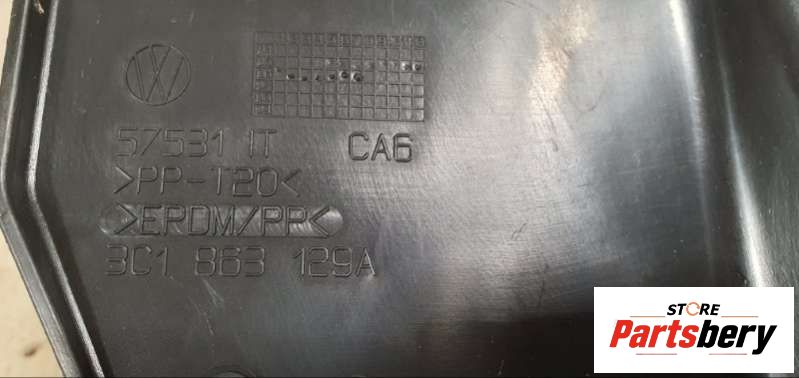 57531 IT CA6
>PP-T20<
>EPDM/PP<
3C1 863 129A
STORE
Partsbery